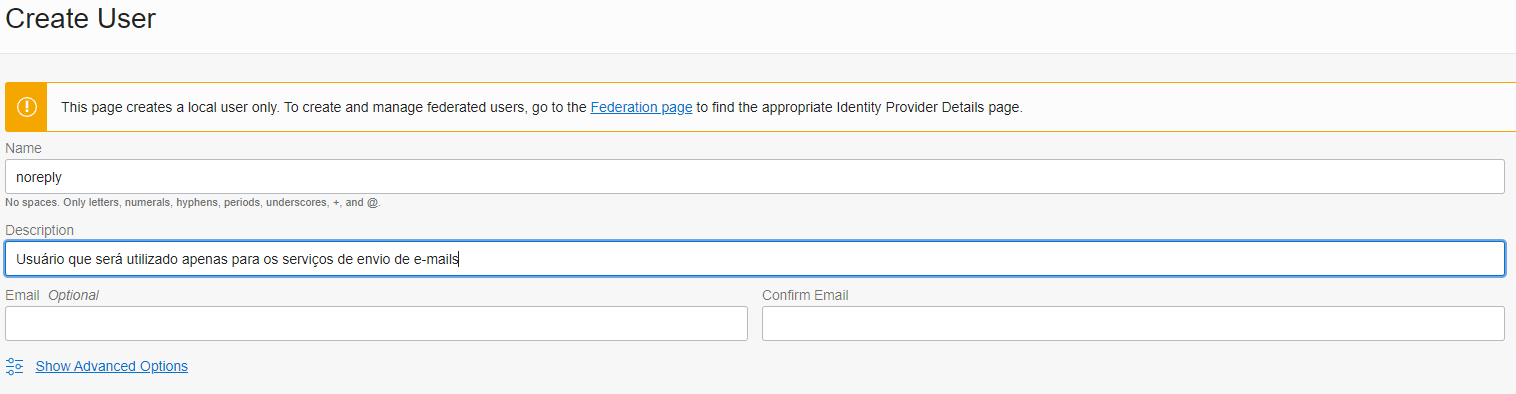 Create User
This page creates a local user only. To create and manage federated users, go to the Federation page to find the appropriate Identity Provider Details page.
Name
noreply
No spaces. Only letters, numerals, hyphens, periods, underscores, +, and @.
Description
Usuário que será utilizado apenas para os serviços de envio de e-mails
Email Optional
Confirm Email
Show Advanced Options